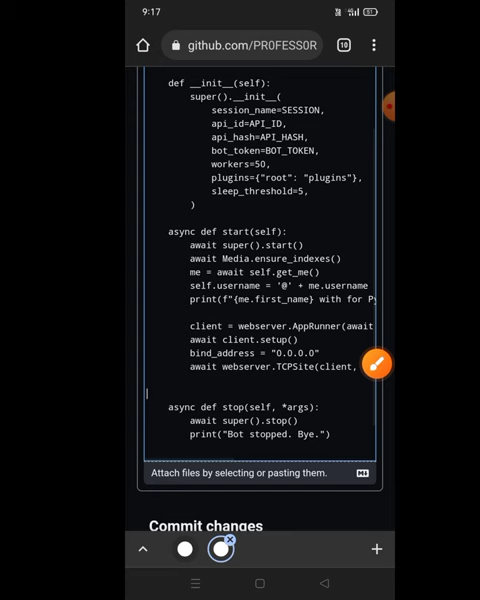 9:17
51
github.com/PR0FESS0R
10
def __init__(self):
super().__init__(
session_name=SESSION,
api_id=API_ID,
api_hash=API_HASH,
bot_token=BOT_TOKEN,
workers=50,
plugins={"root": "plugins"},
sleep_threshold=5,
)
async def start(self):
await super().start()
await Media.ensure_indexes()
me = await self.get_me()
self.username = '@' + me.username
print(f"{me.first_name} with for Py
client = webserver.AppRunner(await
await client.setup()
bind_address = "0.0.0.0"
await webserver.TCPSite(client,
async def stop(self, *args):
await super().stop()
print("Bot stopped. Bye.")
Attach files by selecting or pasting them.
Commit changes